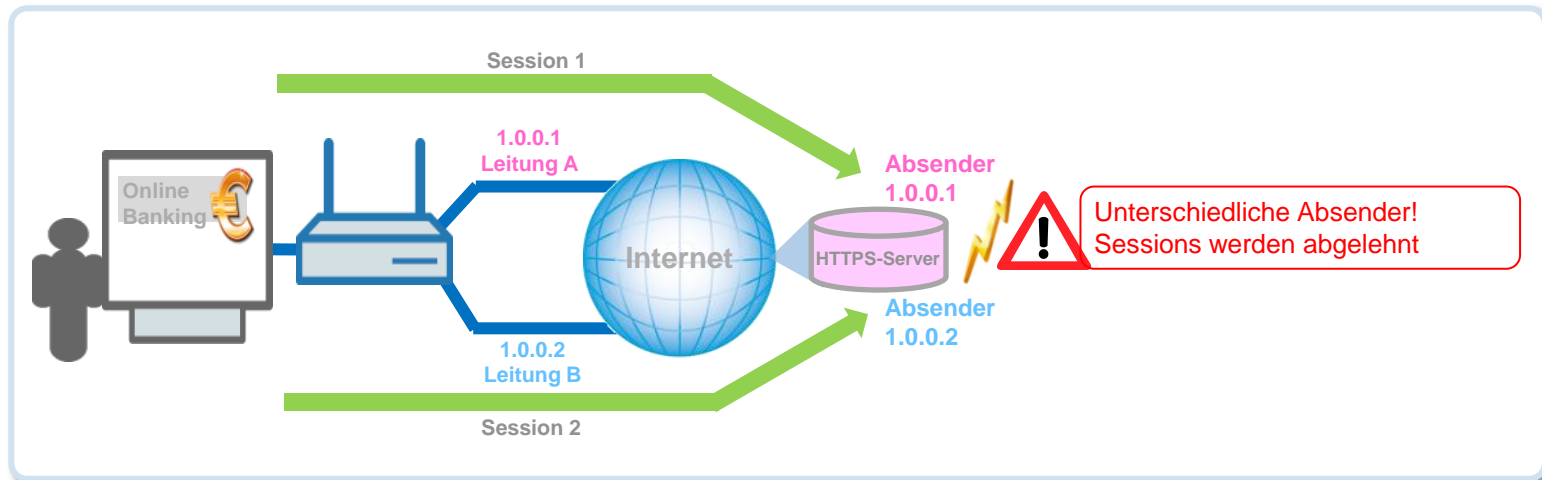 Session 1
1.0.0.1
Leitung A
Online
Banking
Absender
1.0.0.1
Unterschiedliche Absender!
Sessions werden abgelehnt
Internet
HTTPS-Server
Absender
1.0.0.2
1.0.0.2
Leitung B
Session 2